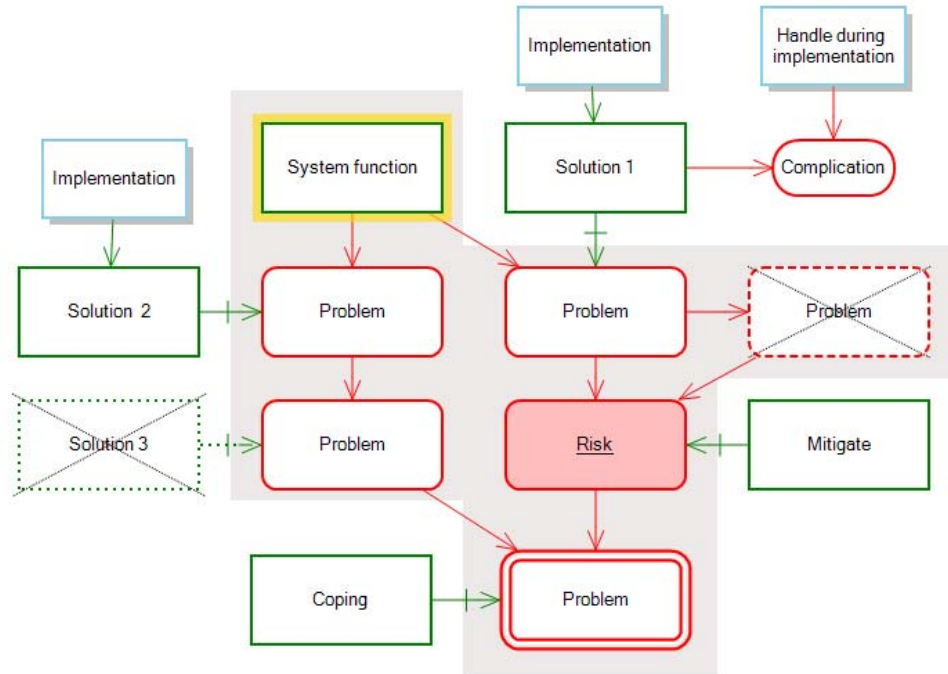 Implementation
Handle during
implementation
System function
Solution 1
Complication
Implementation
Solution 2
Problem
Problem
Problem
Solution 3
Problem
Risk
Mitigate
Coping
Problem